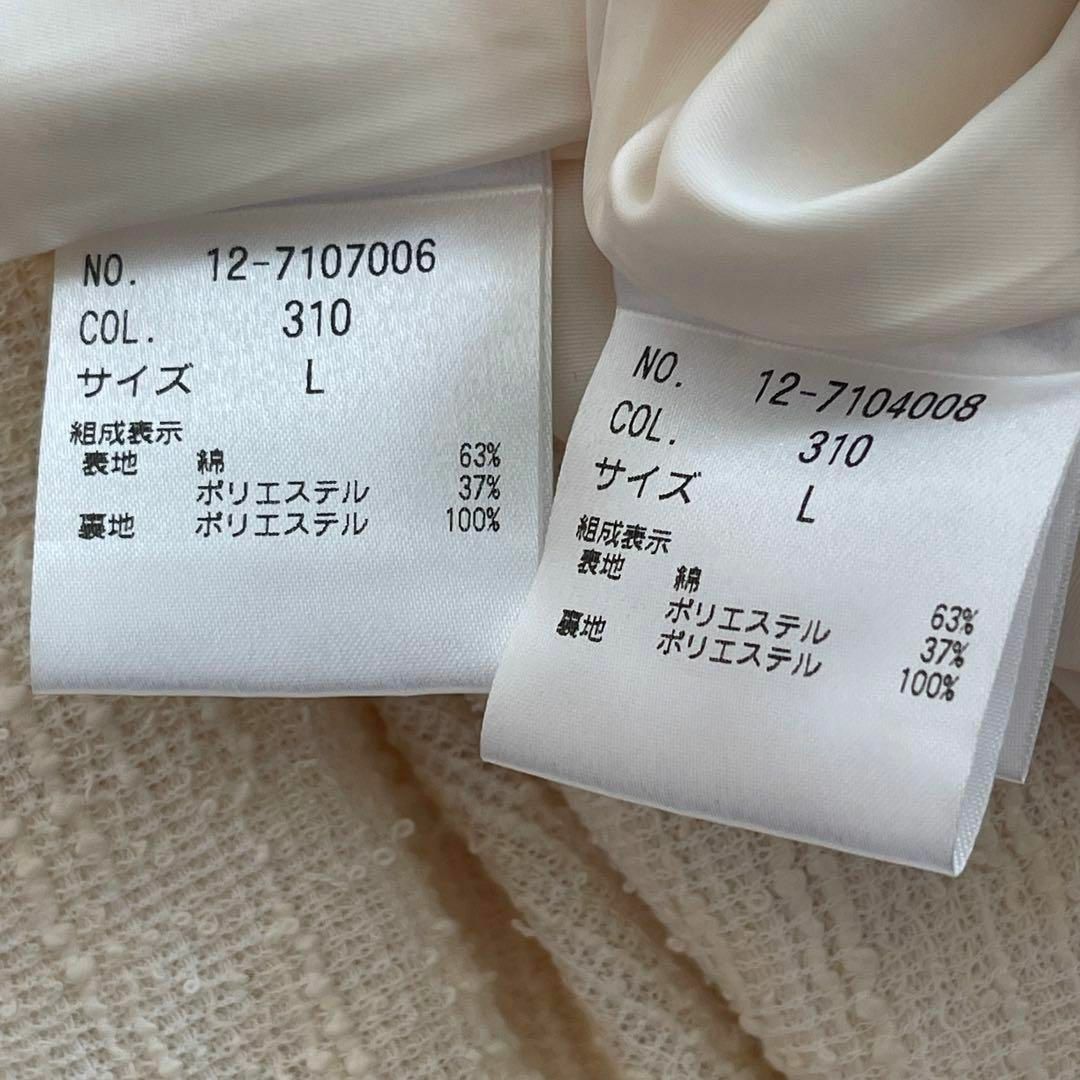 NO. 12-7107006
COL. 310
サイズ L
組成表示
表地 綿 63%
ポリエステル 37%
裏地 ポリエステル 100%
NO. 12-7104008
COL. 310
サイズ L
組成表示
表地 綿 63%
ポリエステル 37%
裏地 ポリエステル 100%